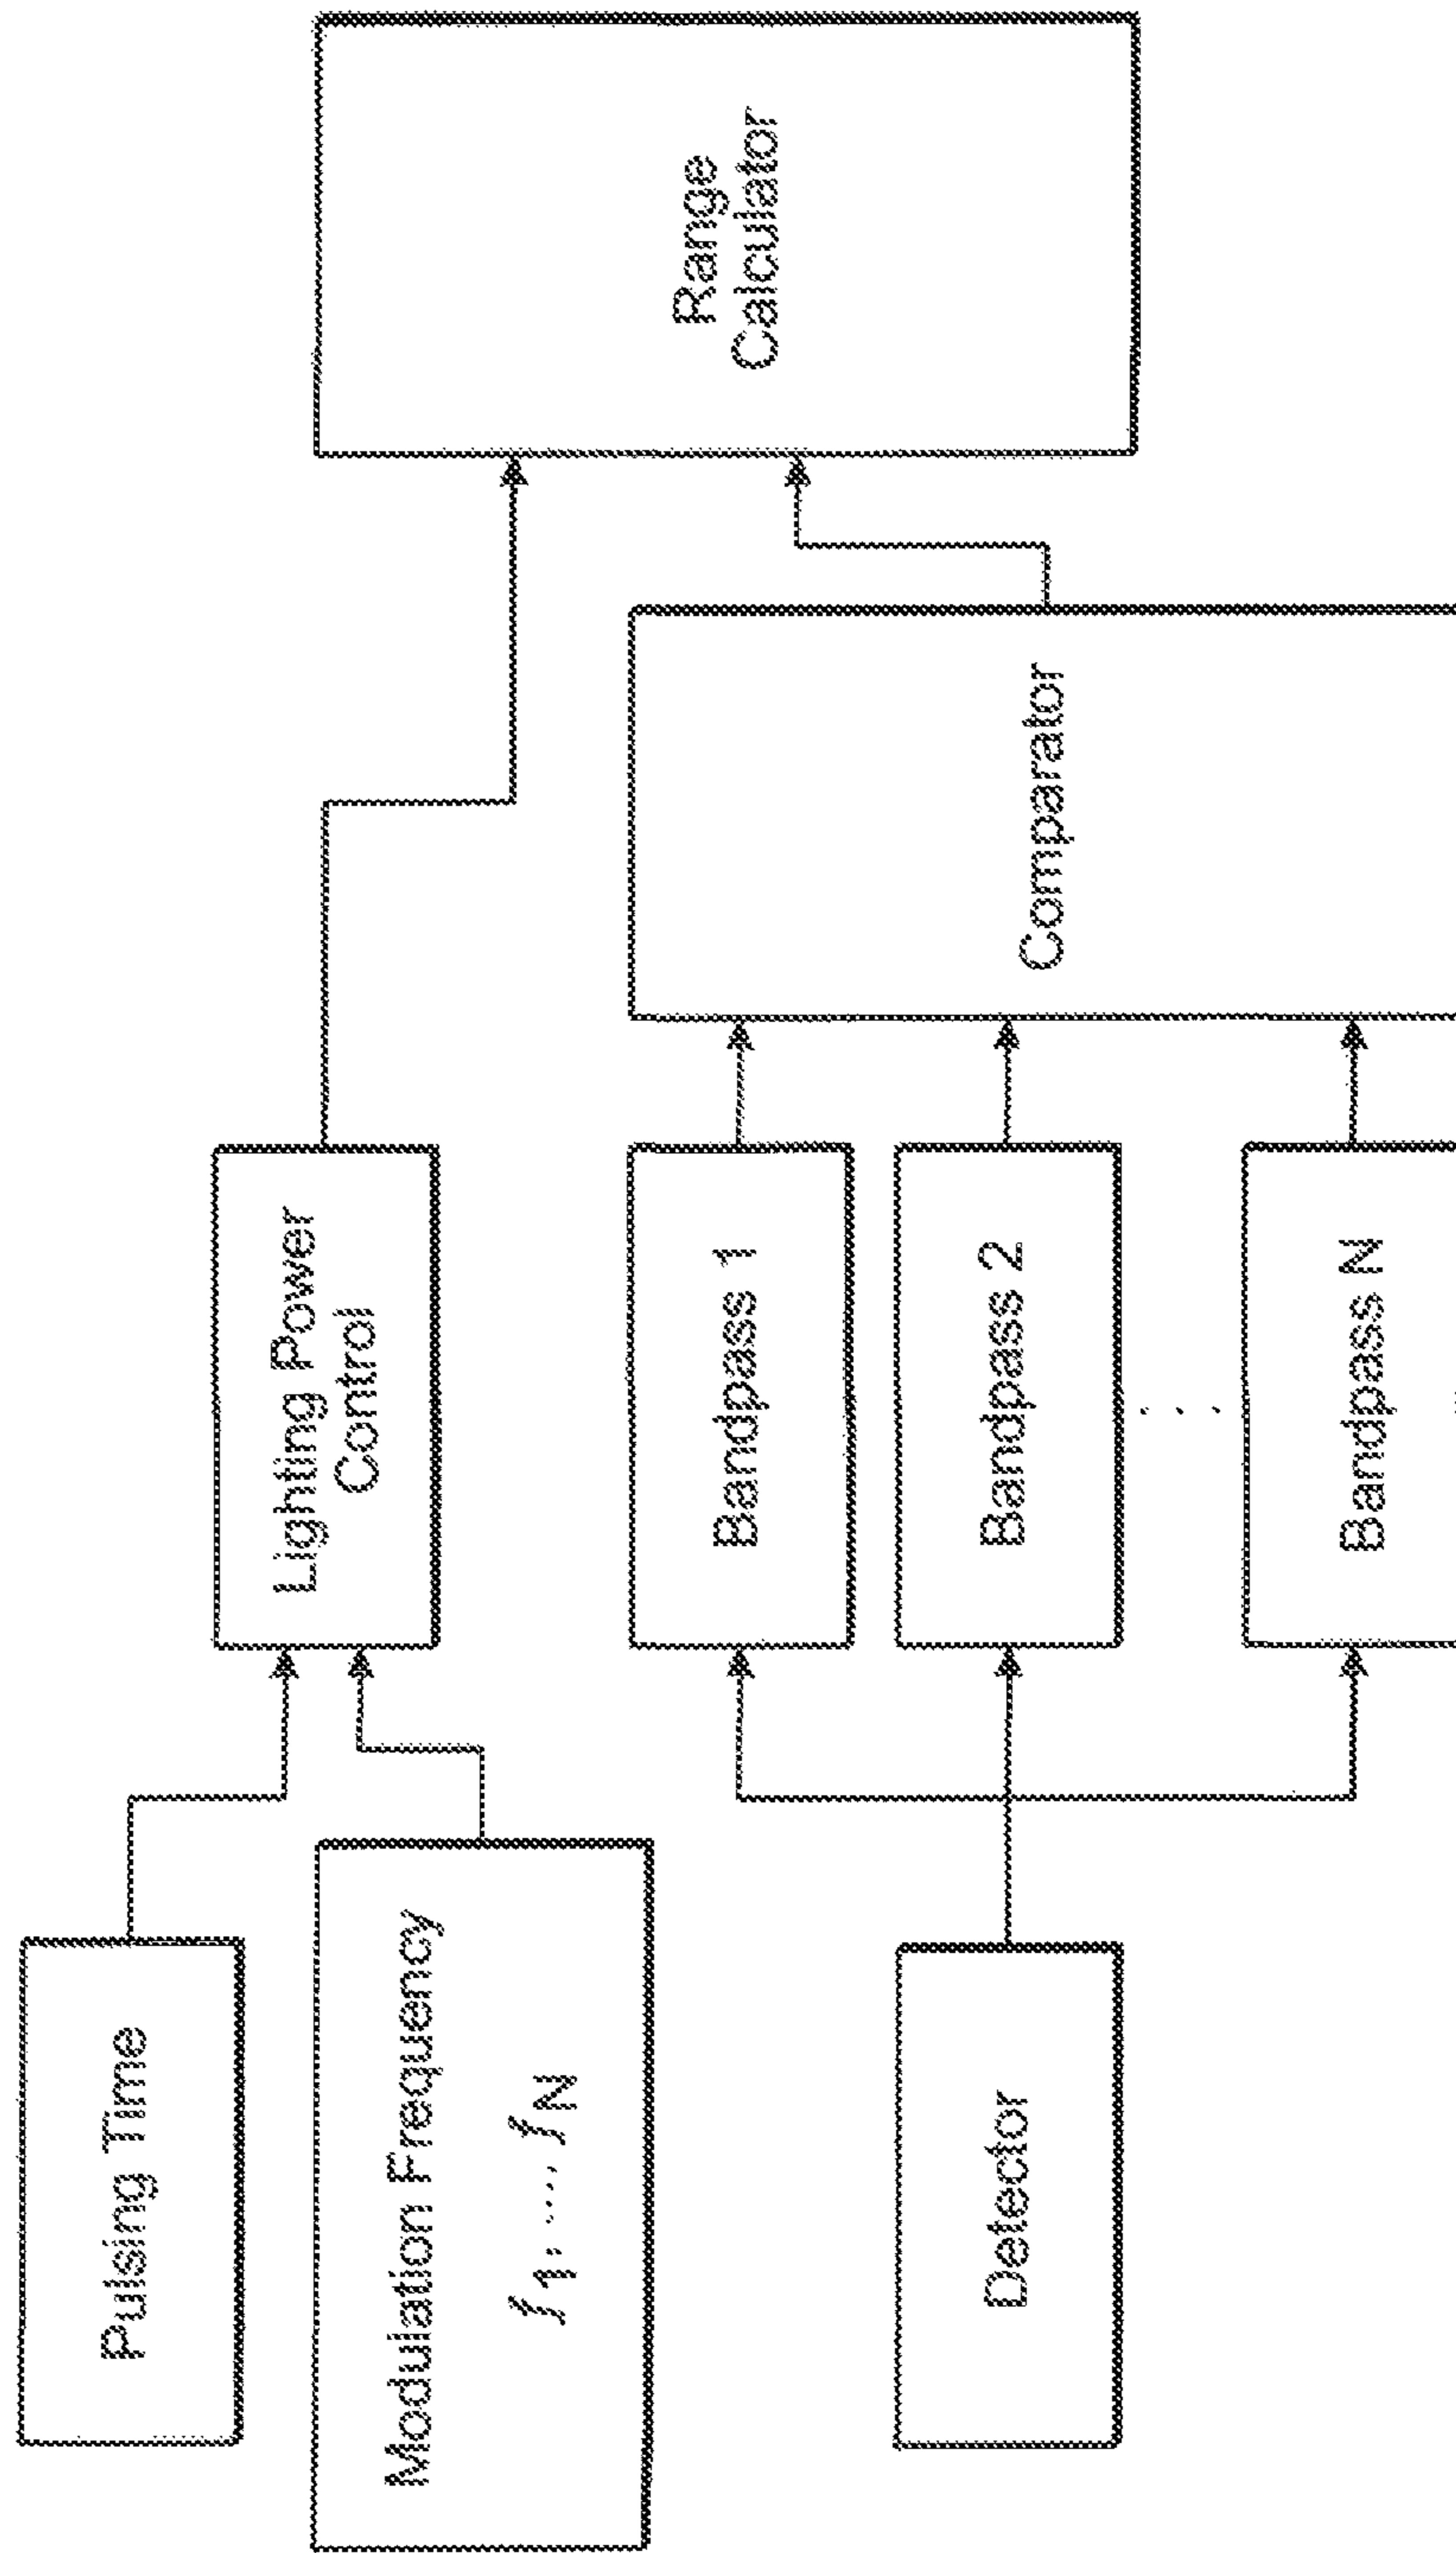 Pulsing Time
Modulation Frequency
f1, .... fN
Lighting Power
Control
Detector
Bandpass 1
Bandpass 2
. . .
Bandpass N
Comparator
Range
Calculator